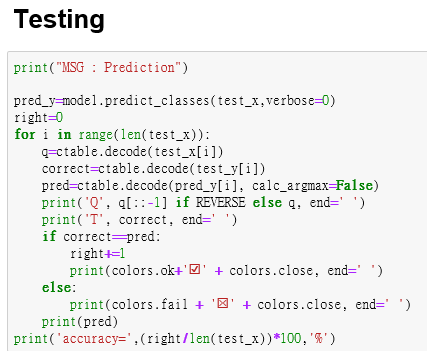 Testing
print("MSG : Prediction")
pred_y=model.predict_classes(test_x,verbose=0)
right=0
for i in range(len(test_x)):
    q=ctable.decode(test_x[i])
    correct=ctable.decode(test_y[i])
    pred=ctable.decode(pred_y[i], calc_argmax=False)
    print('Q', q[::-1] if REVERSE else q, end=' ')
    print('T', correct, end=' ')
    if correct==pred:
        right+=1
        print(colors.ok+'☑' + colors.close, end=' ')
    else:
        print(colors.fail + '☒' + colors.close, end=' ')
    print(pred)
print('accuracy=',(right/len(test_x))*100,'%')